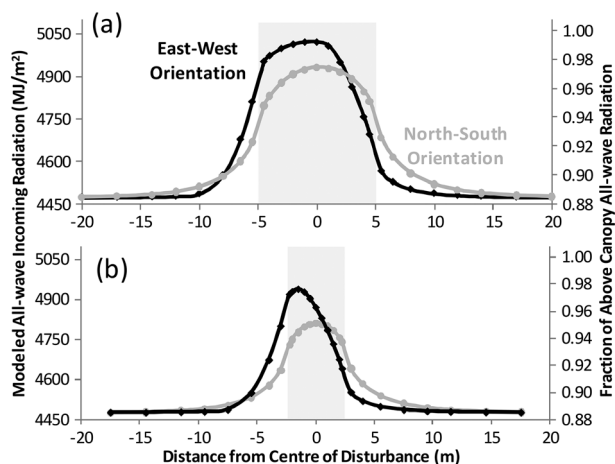 (a)
East-West
Orientation
North-South
Orientation
5050
4900
4750
4600
4450
1.00
0.98
0.96
0.94
0.92
0.90
0.88
-20 -15 -10 -5 0 5 10 15 20
(b)
5050
4900
4750
4600
4450
1.00
0.98
0.96
0.94
0.92
0.90
0.88
-20 -15 -10 -5 0 5 10 15 20
Modeled All-wave Incoming Radiation (MJ/m²)
Fraction of Above Canopy All-wave Radiation
Distance from Centre of Disturbance (m)